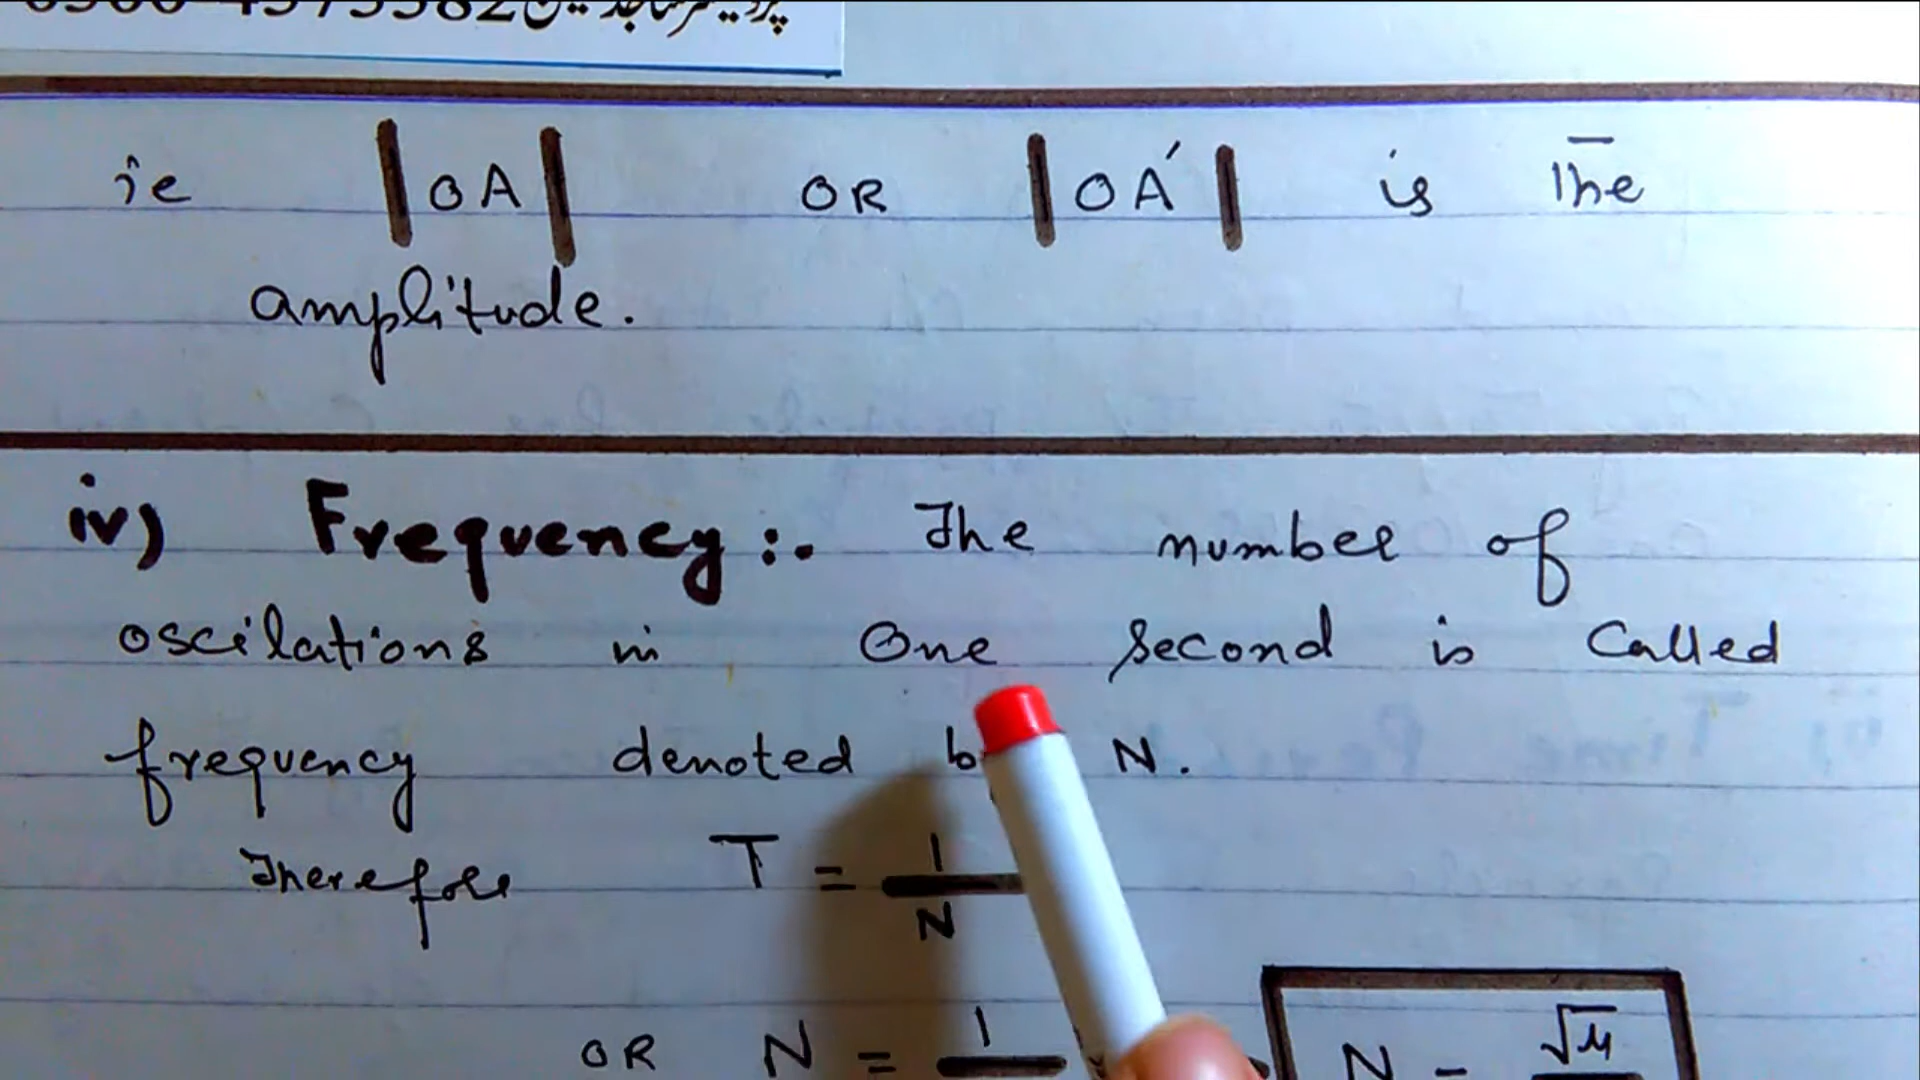 ie |OA| OR |OA′| is The
amplitude.
iv) Frequency:- The number of
oscilations in One second is Called
frequency denoted N.
Therefore T = 1/N
OR N = 1
N = √μ